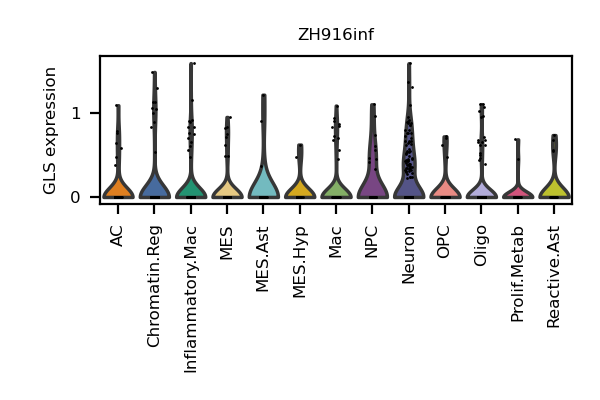 ZH916inf
GLS expression
1
0
AC
Chromatin.Reg
Inflammatory.Mac
MES
MES.Ast
MES.Hyp
Mac
NPC
Neuron
OPC
Oligo
Prolif.Metab
Reactive.Ast